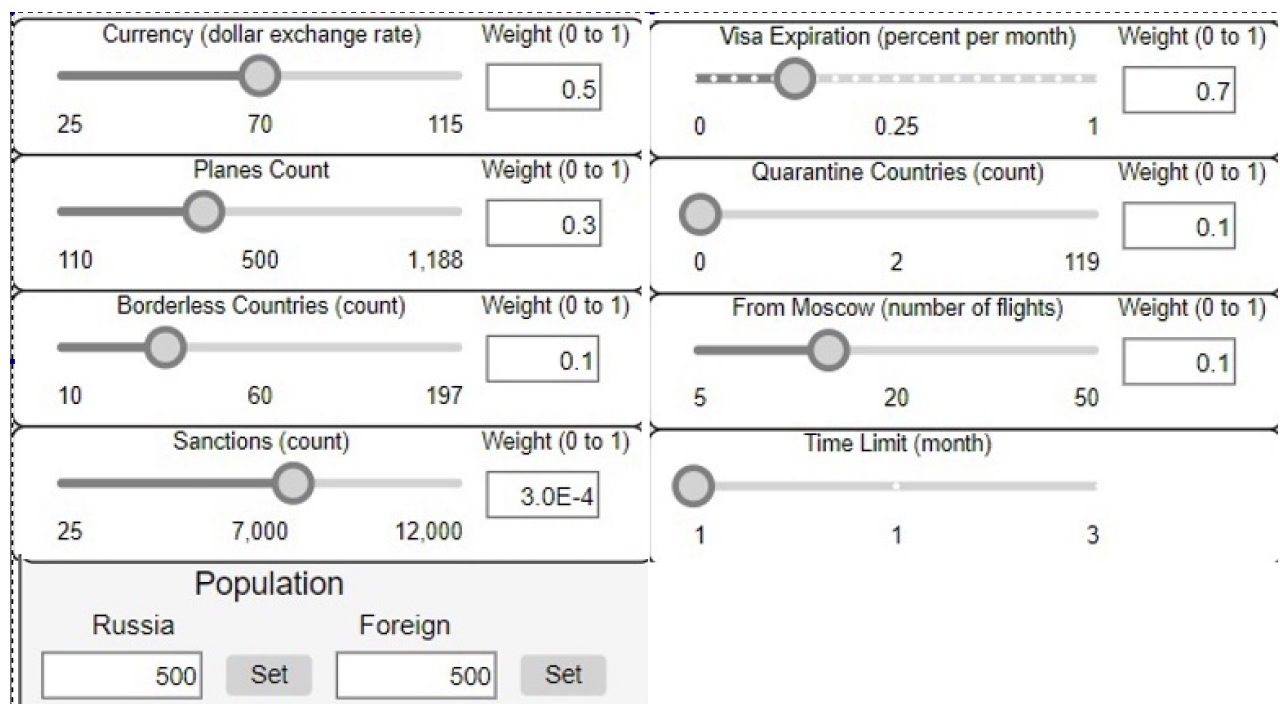 Currency (dollar exchange rate) Weight (0 to 1)
0.5
25 70 115
Planes Count Weight (0 to 1)
0.3
110 500 1,188
Borderless Countries (count) Weight (0 to 1)
0.1
10 60 197
Sanctions (count) Weight (0 to 1)
3.0E-4
25 7,000 12,000
Population
Russia Foreign
500 Set 500 Set
Visa Expiration (percent per month) Weight (0 to 1)
0.7
0 0.25 1
Quarantine Countries (count) Weight (0 to 1)
0.1
0 2 119
From Moscow (number of flights) Weight (0 to 1)
0.1
5 20 50
Time Limit (month)
1 1 3